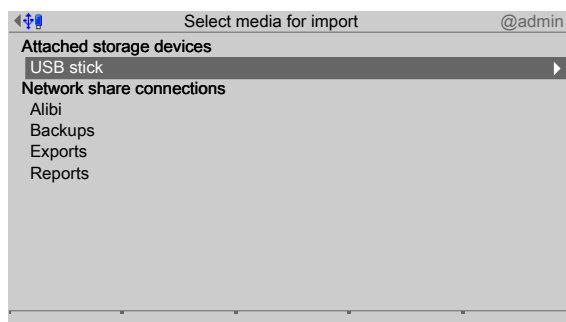 Select media for import @admin
Attached storage devices
USB stick
Network share connections
Alibi
Backups
Exports
Reports